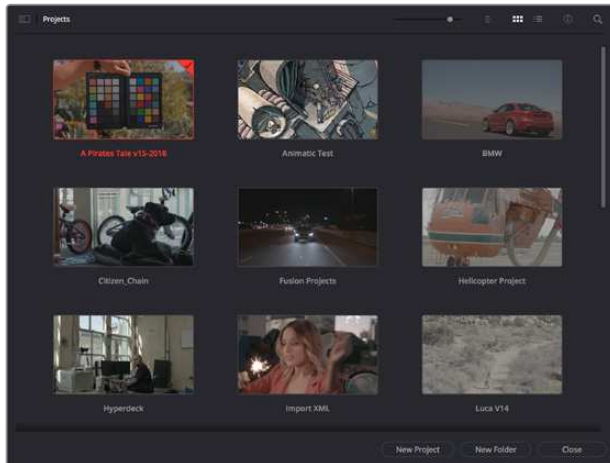 Projects
A Pirates Tale v15-2018
Animatic Test
BMW
Citizen_Chain
Fusion Projects
Helicopter Project
Hyperdeck
Import XML
Luca V14
New Project
New Folder
Close